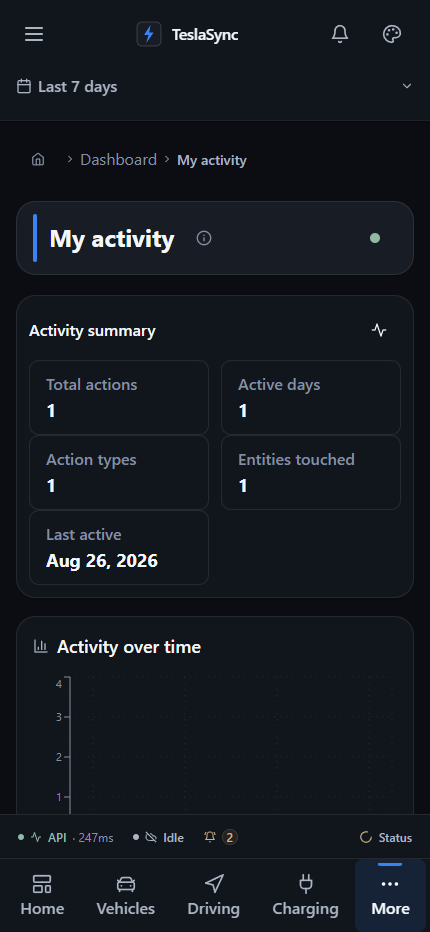 TeslaSync
Last 7 days
Dashboard
My activity
My activity
Activity summary
Total actions
1
Active days
1
Action types
1
Entities touched
1
Last active
Aug 26, 2026
Activity over time
4
3
2
1
API · 247ms
Idle
2
Status
Home
Vehicles
Driving
Charging
More